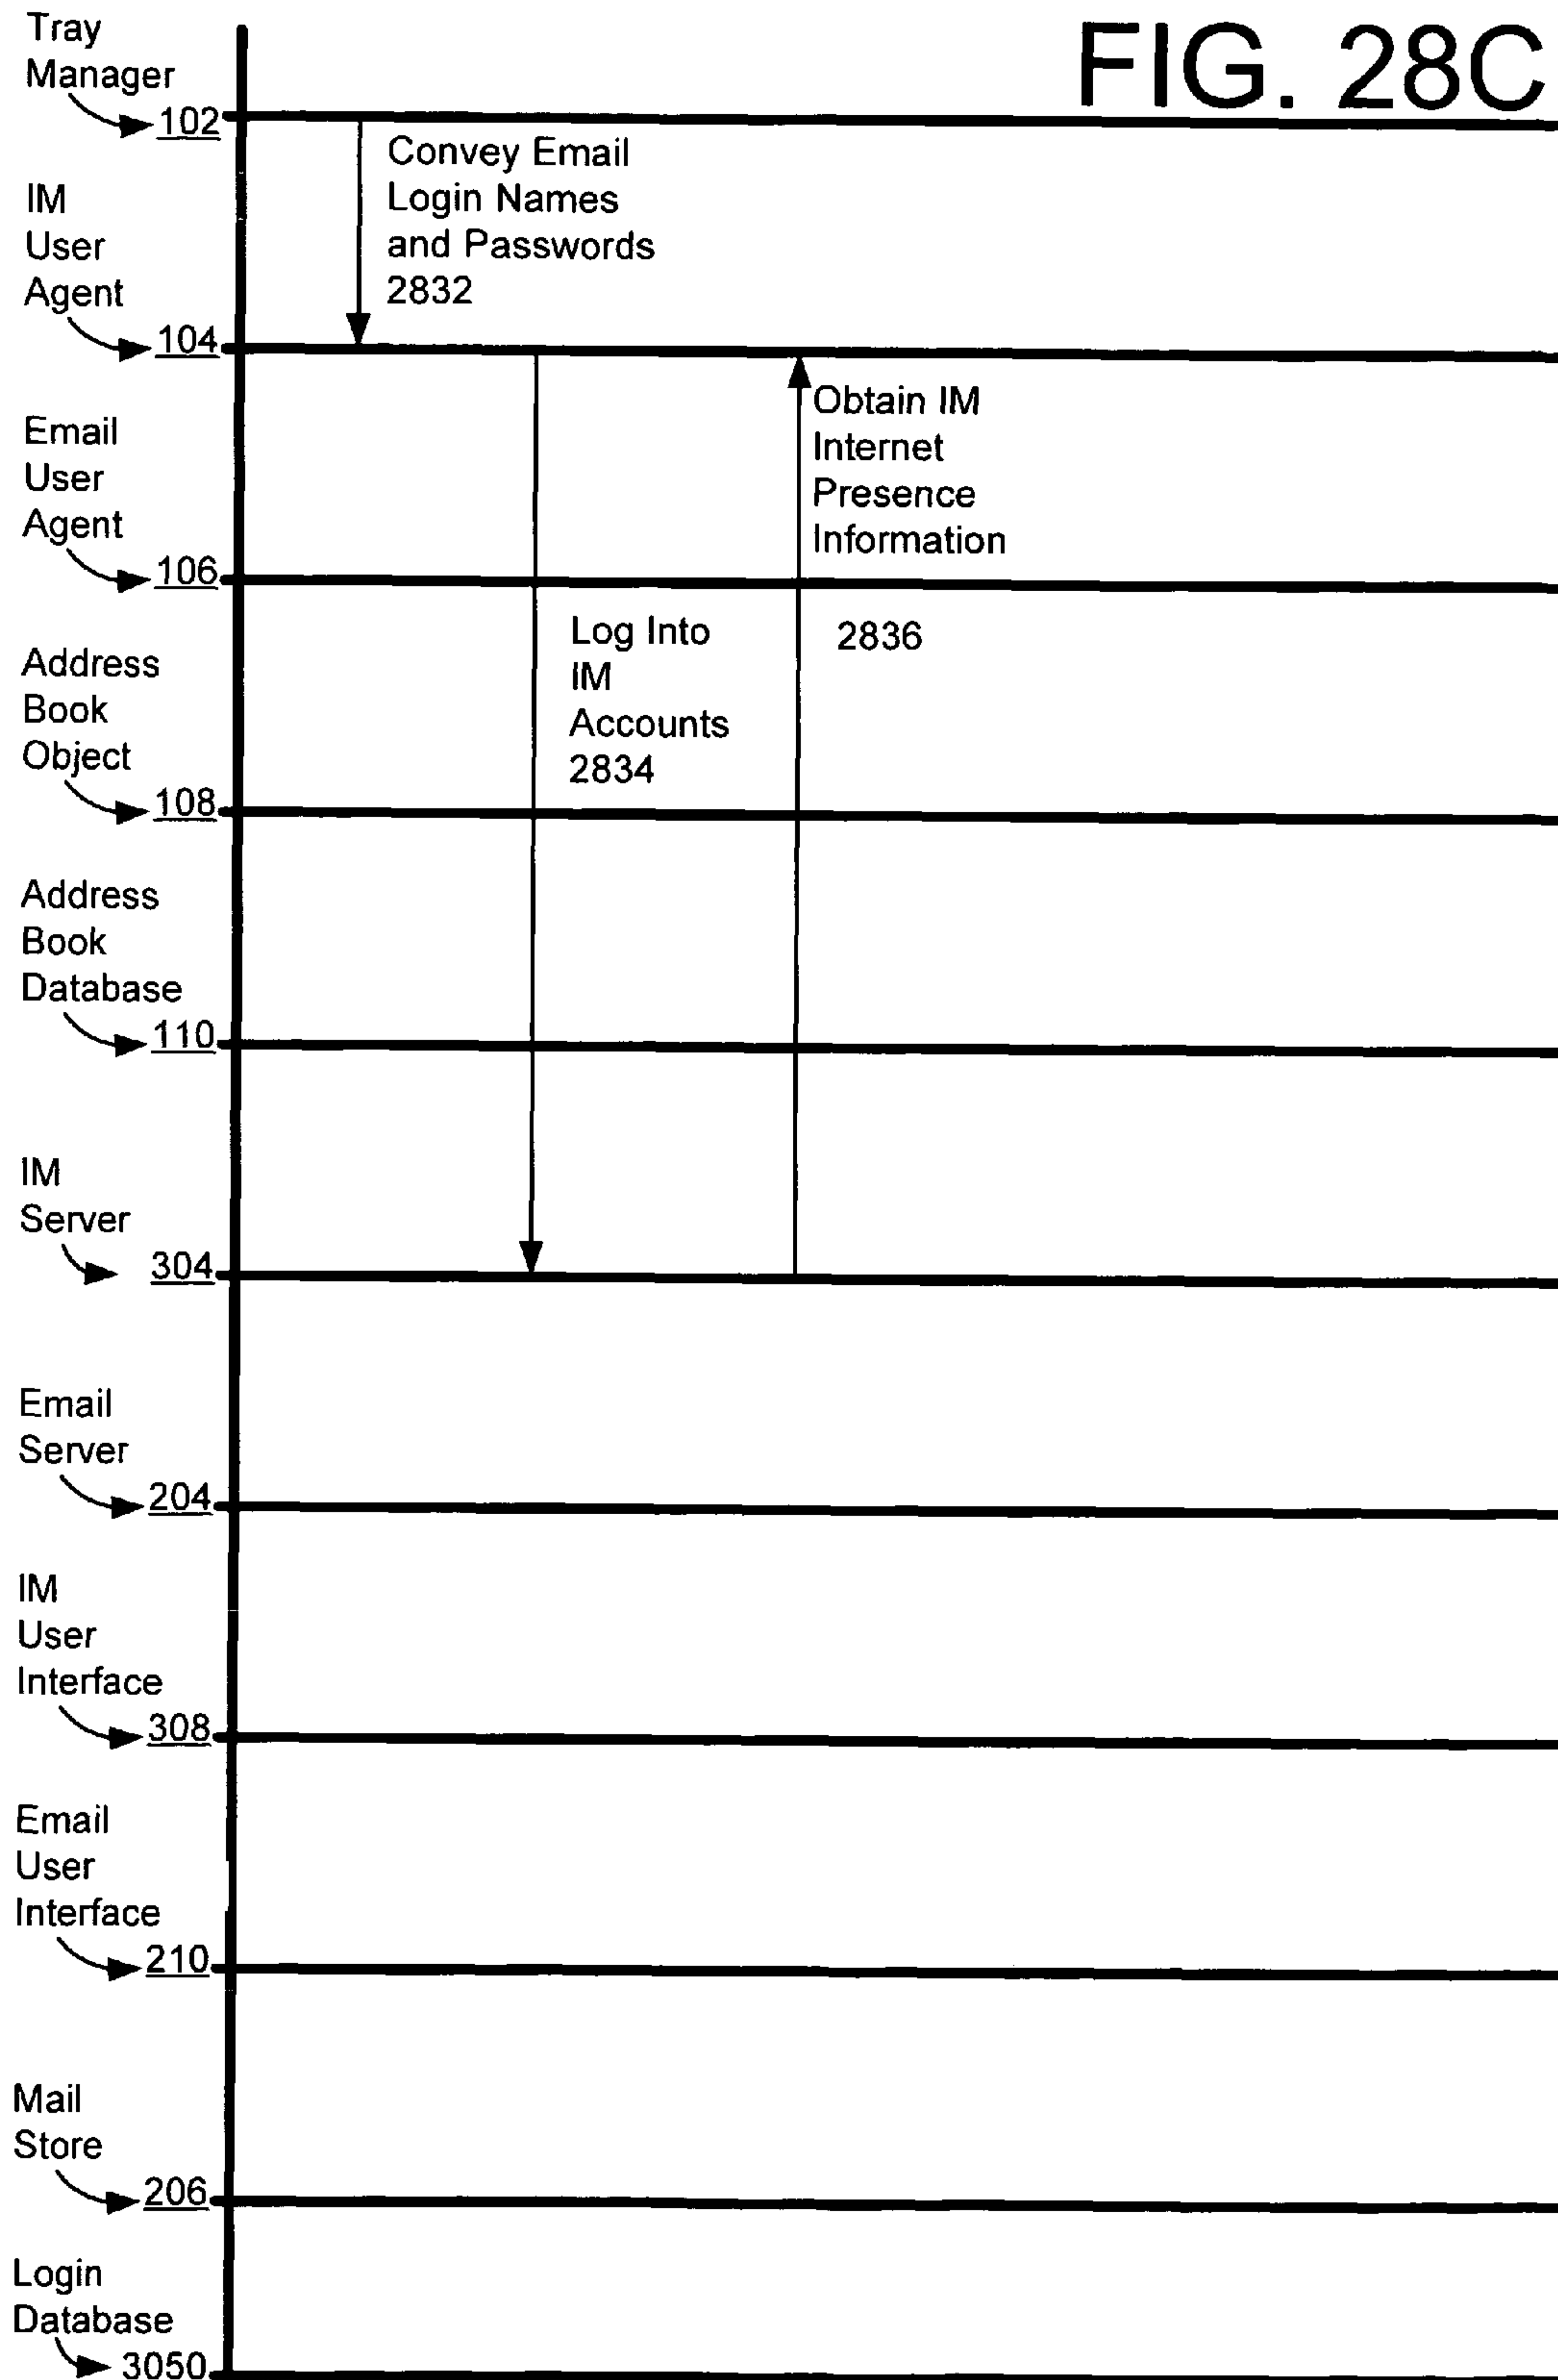 FIG. 28C
Tray
Manager
102
Convey Email
Login Names
and Passwords
2832
IM
User
Agent
104
Obtain IM
Internet
Presence
Information
2836
Email
User
Agent
106
Log Into
IM
Accounts
2834
Address
Book
Object
108
Address
Book
Database
110
IM
Server
304
Email
Server
204
IM
User
Interface
308
Email
User
Interface
210
Mail
Store
206
Login
Database
3050